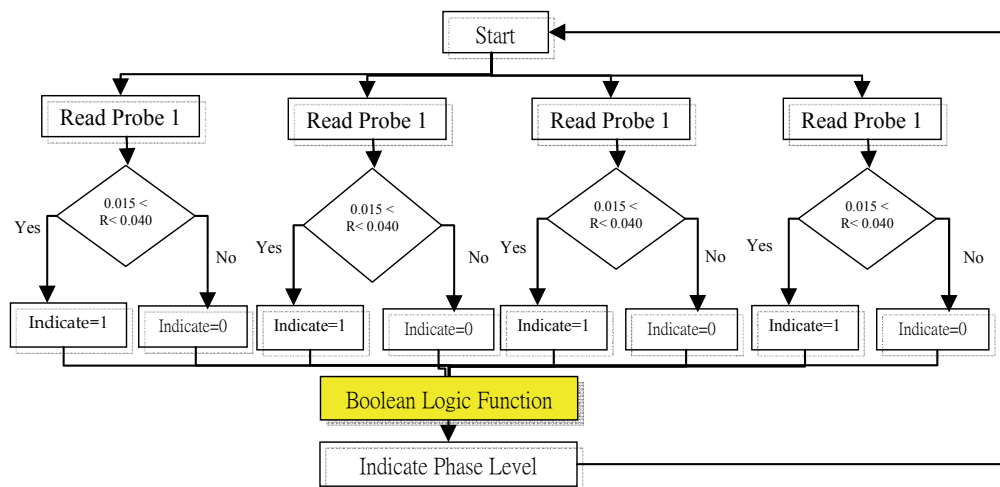 Start
Read Probe 1
Read Probe 1
Read Probe 1
Read Probe 1
0.015 <
R< 0.040
0.015 <
R< 0.040
0.015 <
R< 0.040
0.015 <
R< 0.040
Yes
No
Yes
No
Yes
No
Yes
No
Indicate=1
Indicate=0
Indicate=1
Indicate=0
Indicate=1
Indicate=0
Indicate=1
Indicate=0
Boolean Logic Function
Indicate Phase Level